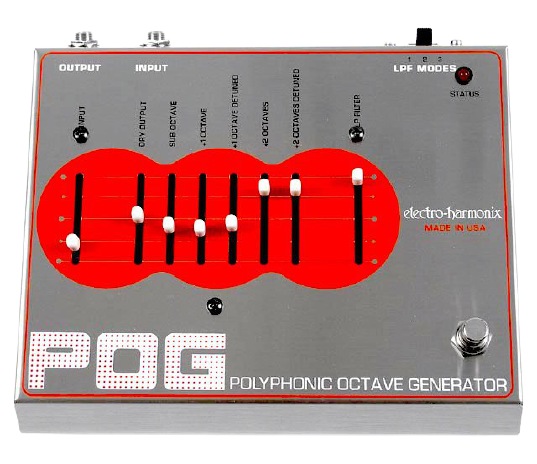 OUTPUT
INPUT
1 2 3
LPF MODES
STATUS
INPUT
DRY OUTPUT
SUB OCTAVE
+1 OCTAVE
+1 OCTAVE DETUNED
+2 OCTAVES
+2 OCTAVES DETUNED
LP FILTER
electro-harmonix
MADE IN USA
POG
POLYPHONIC OCTAVE GENERATOR